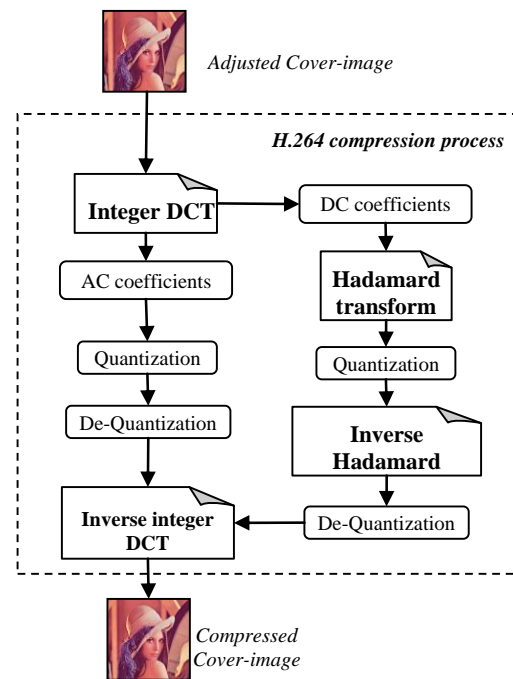 Adjusted Cover-image
H.264 compression process
Integer DCT
DC coefficients
AC coefficients
Hadamard
transform
Quantization
Quantization
De-Quantization
Inverse
Hadamard
Inverse integer
DCT
De-Quantization
Compressed
Cover-image